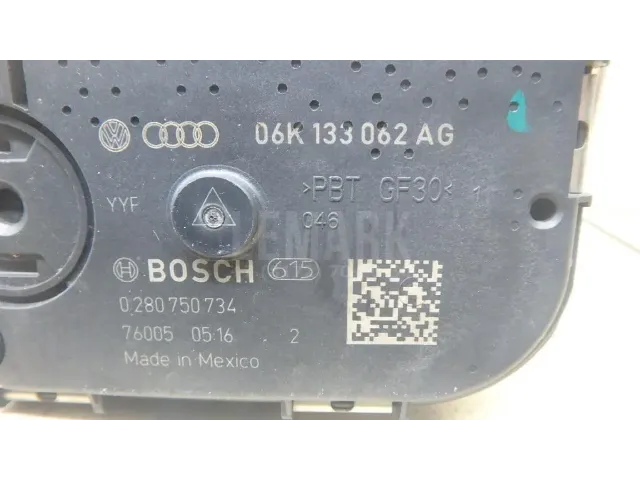 06K 133 062 AG
>PBT GF30<
YYF
046
LEMARK
BOSCH 615
0 280 750 734
76005 05.16 2
Made in Mexico